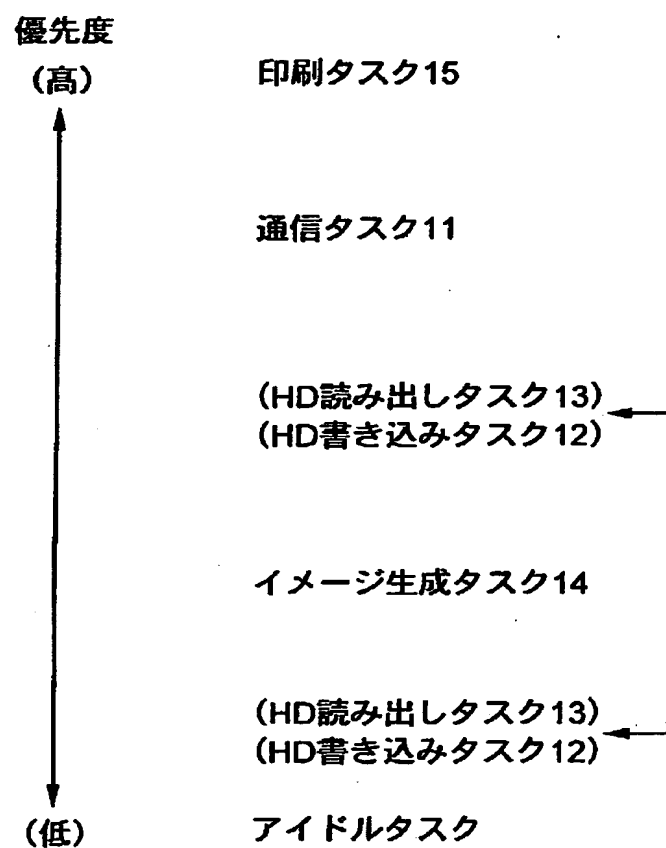 優先度
(高)
印刷タスク15
通信タスク11
(HD読み出しタスク13)
(HD書き込みタスク12)
イメージ生成タスク14
(HD読み出しタスク13)
(HD書き込みタスク12)
(低)
アイドルタスク